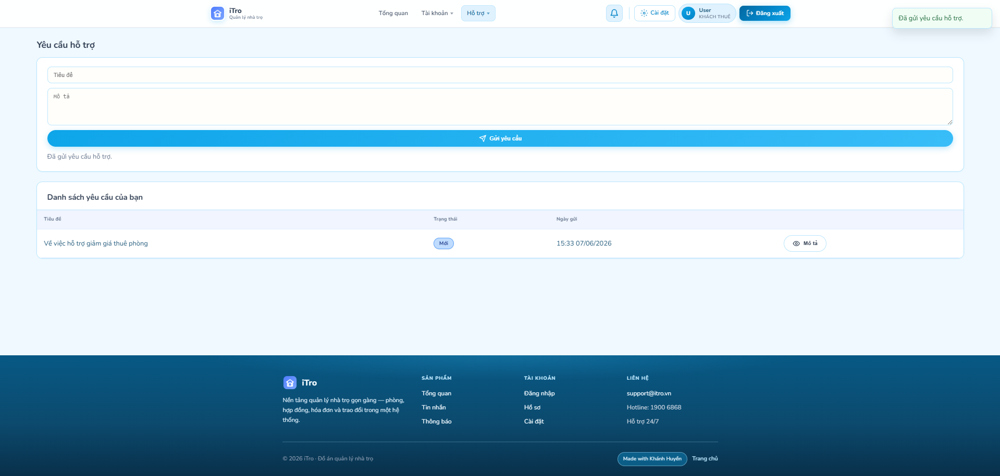 iTro
Quản lý nhà trọ
Tổng quan
Tài khoản
Hỗ trợ
Cài đặt
U
User
KHÁCH THUÊ
Đăng xuất
Đã gửi yêu cầu hỗ trợ.
Yêu cầu hỗ trợ
Tiêu đề
Mô tả
Gửi yêu cầu
Đã gửi yêu cầu hỗ trợ.
Danh sách yêu cầu của bạn
Tiêu đề
Trạng thái
Ngày gửi
Về việc hỗ trợ giảm giá thuê phòng
Mới
15:33 07/06/2026
Mô tả
iTro
Nền tảng quản lý nhà trọ gọn gàng — phòng,
hợp đồng, hóa đơn và trao đổi trong một hệ
thống.
SẢN PHẨM
Tổng quan
Tin nhắn
Thông báo
TÀI KHOẢN
Đăng nhập
Hồ sơ
Cài đặt
LIÊN HỆ
support@itro.vn
Hotline: 1900 6868
Hỗ trợ 24/7
© 2026 iTro · Đồ án quản lý nhà trọ
Made with Khánh Huyền
Trang chủ